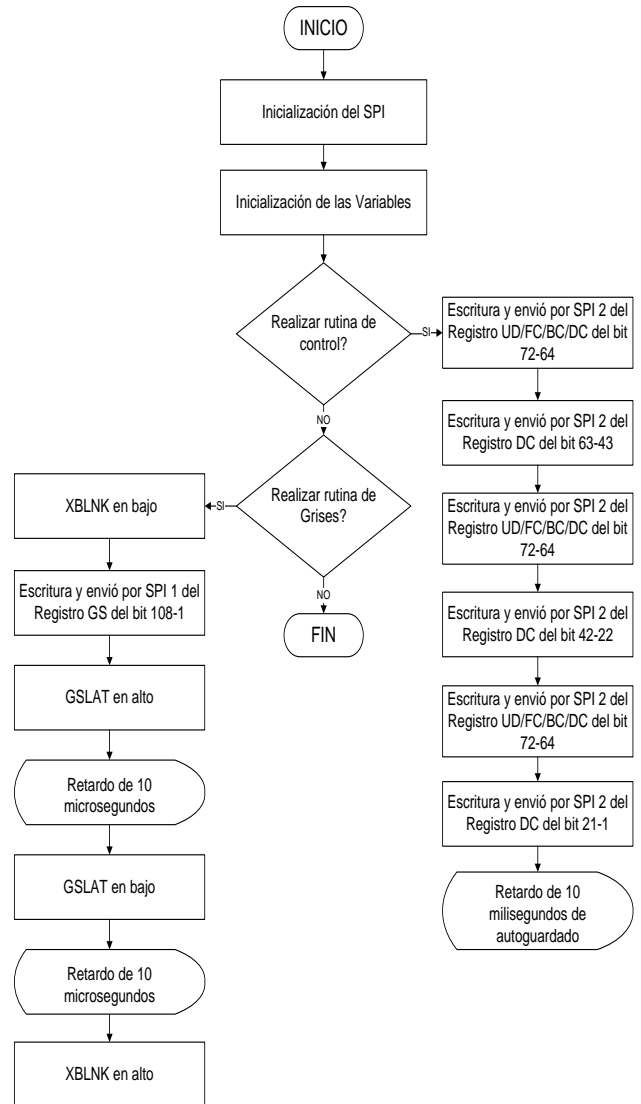 INICIO
Inicialización del SPI
Inicialización de las Variables
Realizar rutina de
control?
SI
NO
Escritura y envió por SPI 2 del
Registro UD/FC/BC/DC del bit
72-64
Escritura y envió por SPI 2 del
Registro DC del bit 63-43
Escritura y envió por SPI 2 del
Registro UD/FC/BC/DC del bit
72-64
Escritura y envió por SPI 2 del
Registro DC del bit 42-22
Escritura y envió por SPI 2 del
Registro UD/FC/BC/DC del bit
72-64
Escritura y envió por SPI 2 del
Registro DC del bit 21-1
Retardo de 10
milisegundos de
autoguardado
Realizar rutina de
Grises?
SI
NO
FIN
XBLNK en bajo
Escritura y envió por SPI 1 del
Registro GS del bit 108-1
GSLAT en alto
Retardo de 10
microsegundos
GSLAT en bajo
Retardo de 10
microsegundos
XBLNK en alto